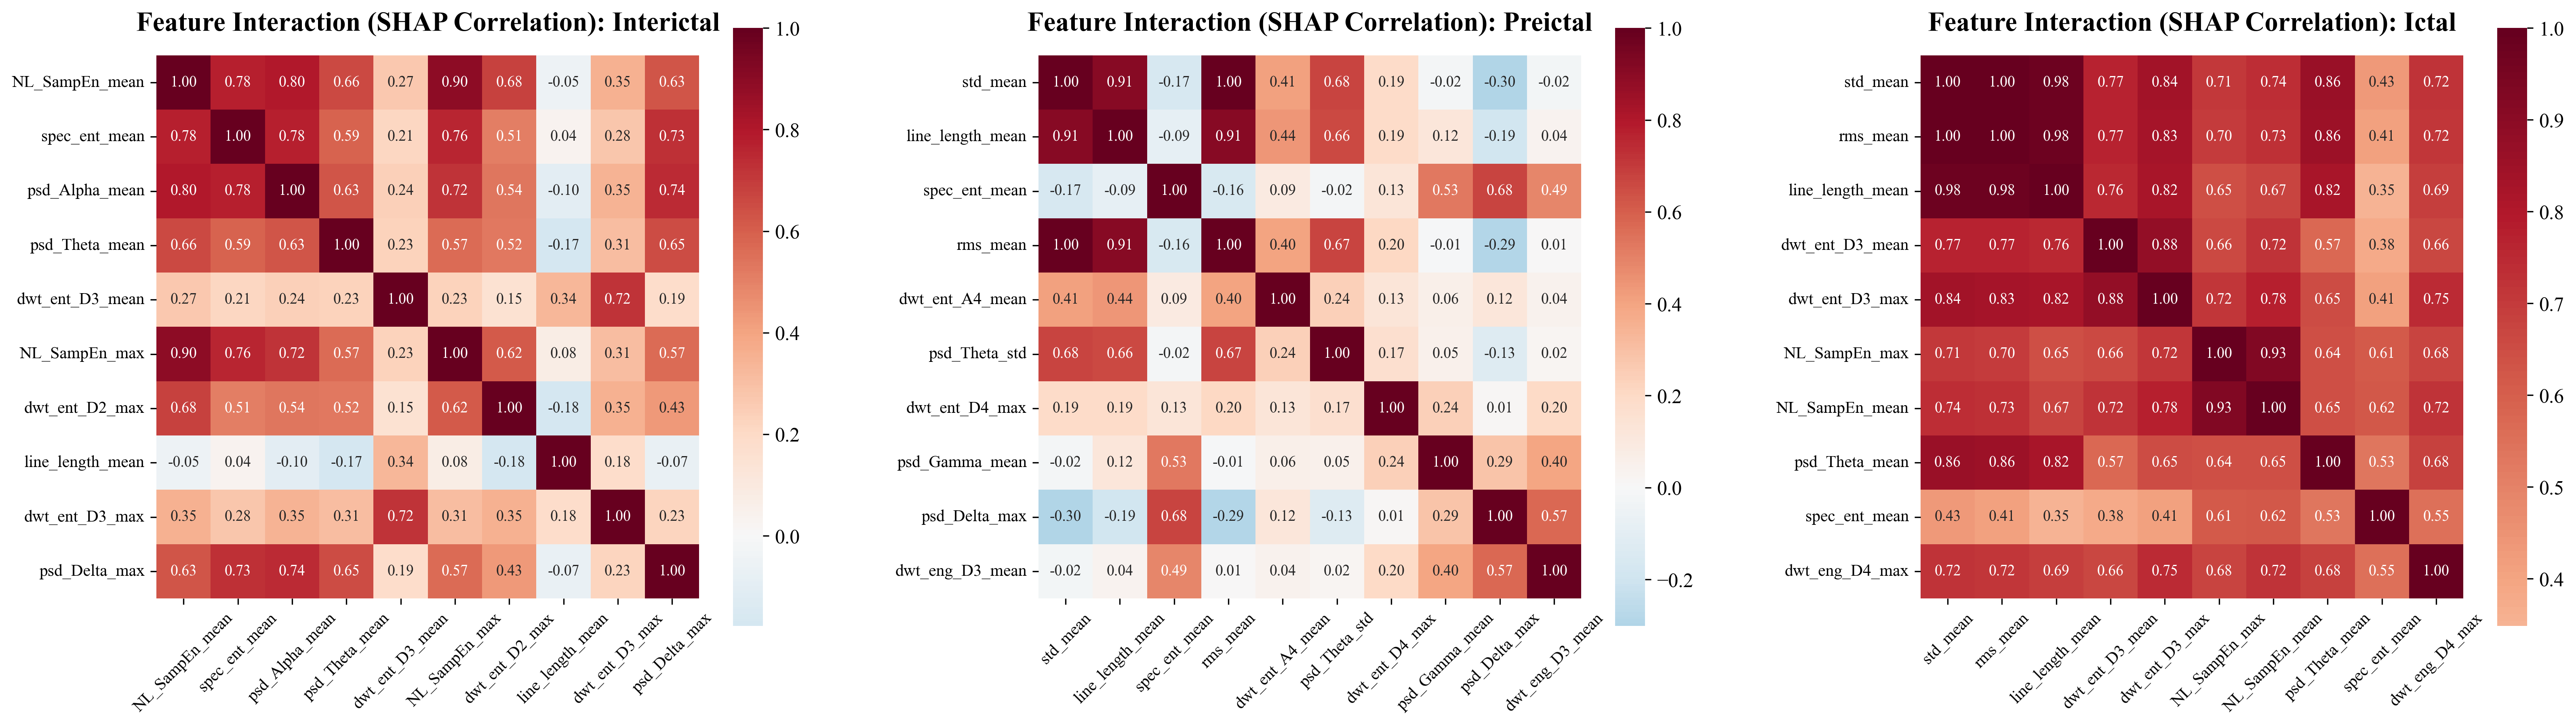 Feature Interaction (SHAP Correlation): Interictal
NL_SampEn_mean 1.00 0.78 0.80 0.66 0.27 0.90 0.68 -0.05 0.35 0.63
spec_ent_mean 0.78 1.00 0.78 0.59 0.21 0.76 0.51 0.04 0.28 0.73
psd_Alpha_mean 0.80 0.78 1.00 0.63 0.24 0.72 0.54 -0.10 0.35 0.74
psd_Theta_mean 0.66 0.59 0.63 1.00 0.23 0.57 0.52 -0.17 0.31 0.65
dwt_ent_D3_mean 0.27 0.21 0.24 0.23 1.00 0.23 0.15 0.34 0.72 0.19
NL_SampEn_max 0.90 0.76 0.72 0.57 0.23 1.00 0.62 0.08 0.31 0.57
dwt_ent_D2_max 0.68 0.51 0.54 0.52 0.15 0.62 1.00 -0.18 0.35 0.43
line_length_mean -0.05 0.04 -0.10 -0.17 0.34 0.08 -0.18 1.00 0.18 -0.07
dwt_ent_D3_max 0.35 0.28 0.35 0.31 0.72 0.31 0.35 0.18 1.00 0.23
psd_Delta_max 0.63 0.73 0.74 0.65 0.19 0.57 0.43 -0.07 0.23 1.00
NL_SampEn_mean spec_ent_mean psd_Alpha_mean psd_Theta_mean dwt_ent_D3_mean NL_SampEn_max dwt_ent_D2_max line_length_mean dwt_ent_D3_max psd_Delta_max
1.0
0.8
0.6
0.4
0.2
0.0
Feature Interaction (SHAP Correlation): Preictal
std_mean 1.00 0.91 -0.17 1.00 0.41 0.68 0.19 -0.02 -0.30 -0.02
line_length_mean 0.91 1.00 -0.09 0.91 0.44 0.66 0.19 0.12 -0.19 0.04
spec_ent_mean -0.17 -0.09 1.00 -0.16 0.09 -0.02 0.13 0.53 0.68 0.49
rms_mean 1.00 0.91 -0.16 1.00 0.40 0.67 0.20 -0.01 -0.29 0.01
dwt_ent_A4_mean 0.41 0.44 0.09 0.40 1.00 0.24 0.13 0.06 0.12 0.04
psd_Theta_std 0.68 0.66 -0.02 0.67 0.24 1.00 0.17 0.05 -0.13 0.02
dwt_ent_D4_max 0.19 0.19 0.13 0.20 0.13 0.17 1.00 0.24 0.01 0.20
psd_Gamma_mean -0.02 0.12 0.53 -0.01 0.06 0.05 0.24 1.00 0.29 0.40
psd_Delta_max -0.30 -0.19 0.68 -0.29 0.12 -0.13 0.01 0.29 1.00 0.57
dwt_eng_D3_mean -0.02 0.04 0.49 0.01 0.04 0.02 0.20 0.40 0.57 1.00
std_mean line_length_mean spec_ent_mean rms_mean dwt_ent_A4_mean psd_Theta_std dwt_ent_D4_max psd_Gamma_mean psd_Delta_max dwt_eng_D3_mean
1.0
0.8
0.6
0.4
0.2
0.0
−0.2
Feature Interaction (SHAP Correlation): Ictal
std_mean 1.00 1.00 0.98 0.77 0.84 0.71 0.74 0.86 0.43 0.72
rms_mean 1.00 1.00 0.98 0.77 0.83 0.70 0.73 0.86 0.41 0.72
line_length_mean 0.98 0.98 1.00 0.76 0.82 0.65 0.67 0.82 0.35 0.69
dwt_ent_D3_mean 0.77 0.77 0.76 1.00 0.88 0.66 0.72 0.57 0.38 0.66
dwt_ent_D3_max 0.84 0.83 0.82 0.88 1.00 0.72 0.78 0.65 0.41 0.75
NL_SampEn_max 0.71 0.70 0.65 0.66 0.72 1.00 0.93 0.64 0.61 0.68
NL_SampEn_mean 0.74 0.73 0.67 0.72 0.78 0.93 1.00 0.65 0.62 0.72
psd_Theta_mean 0.86 0.86 0.82 0.57 0.65 0.64 0.65 1.00 0.53 0.68
spec_ent_mean 0.43 0.41 0.35 0.38 0.41 0.61 0.62 0.53 1.00 0.55
dwt_eng_D4_max 0.72 0.72 0.69 0.66 0.75 0.68 0.72 0.68 0.55 1.00
std_mean rms_mean line_length_mean dwt_ent_D3_mean dwt_ent_D3_max NL_SampEn_max NL_SampEn_mean psd_Theta_mean spec_ent_mean dwt_eng_D4_max
1.0
0.9
0.8
0.7
0.6
0.5
0.4